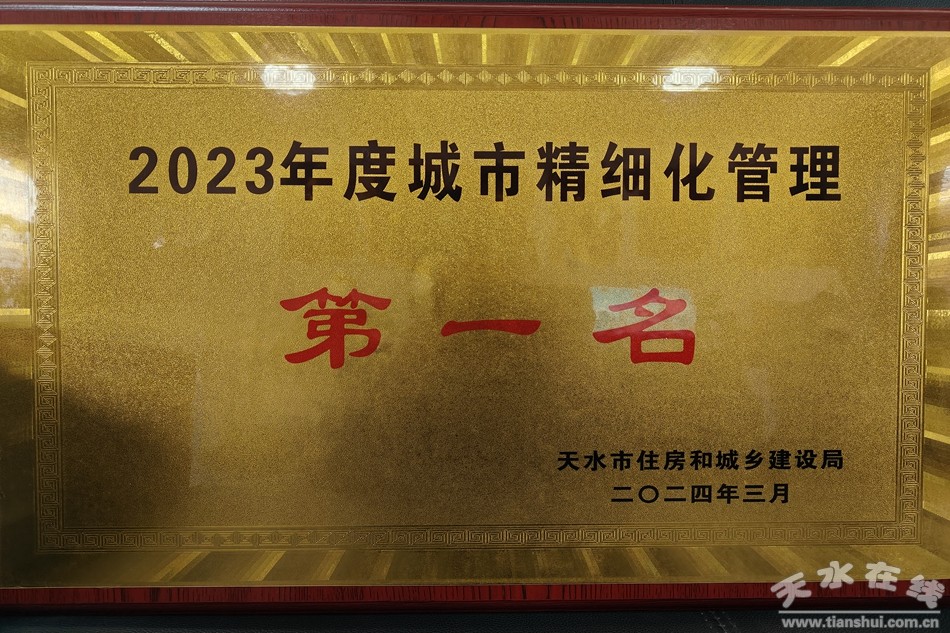 2023年度城市精细化管理
第一名
天水市住房和城乡建设局
二〇二四年三月
天水在线
www.tianshui.com.cn